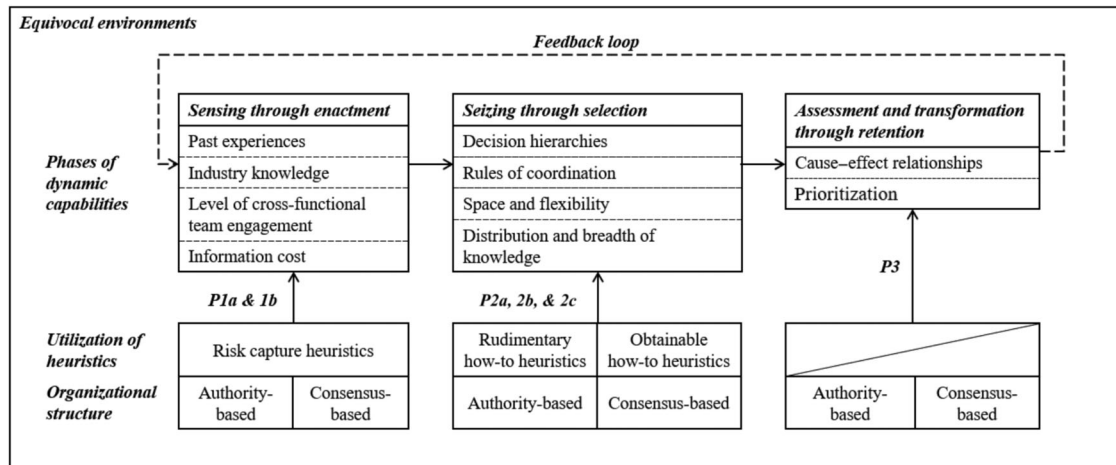 Equivocal environments
Feedback loop
Phases of
dynamic
capabilities
Sensing through enactment
Past experiences
Industry knowledge
Level of cross-functional
team engagement
Information cost
Seizing through selection
Decision hierarchies
Rules of coordination
Space and flexibility
Distribution and breadth of
knowledge
Assessment and transformation
through retention
Cause–effect relationships
Prioritization
P1a & 1b
P2a, 2b, & 2c
P3
Utilization of
heuristics
Risk capture heuristics
Rudimentary
how-to heuristics
Obtainable
how-to heuristics
Organizational
structure
Authority-
based
Consensus-
based
Authority-based
Consensus-based
Authority-
based
Consensus-
based